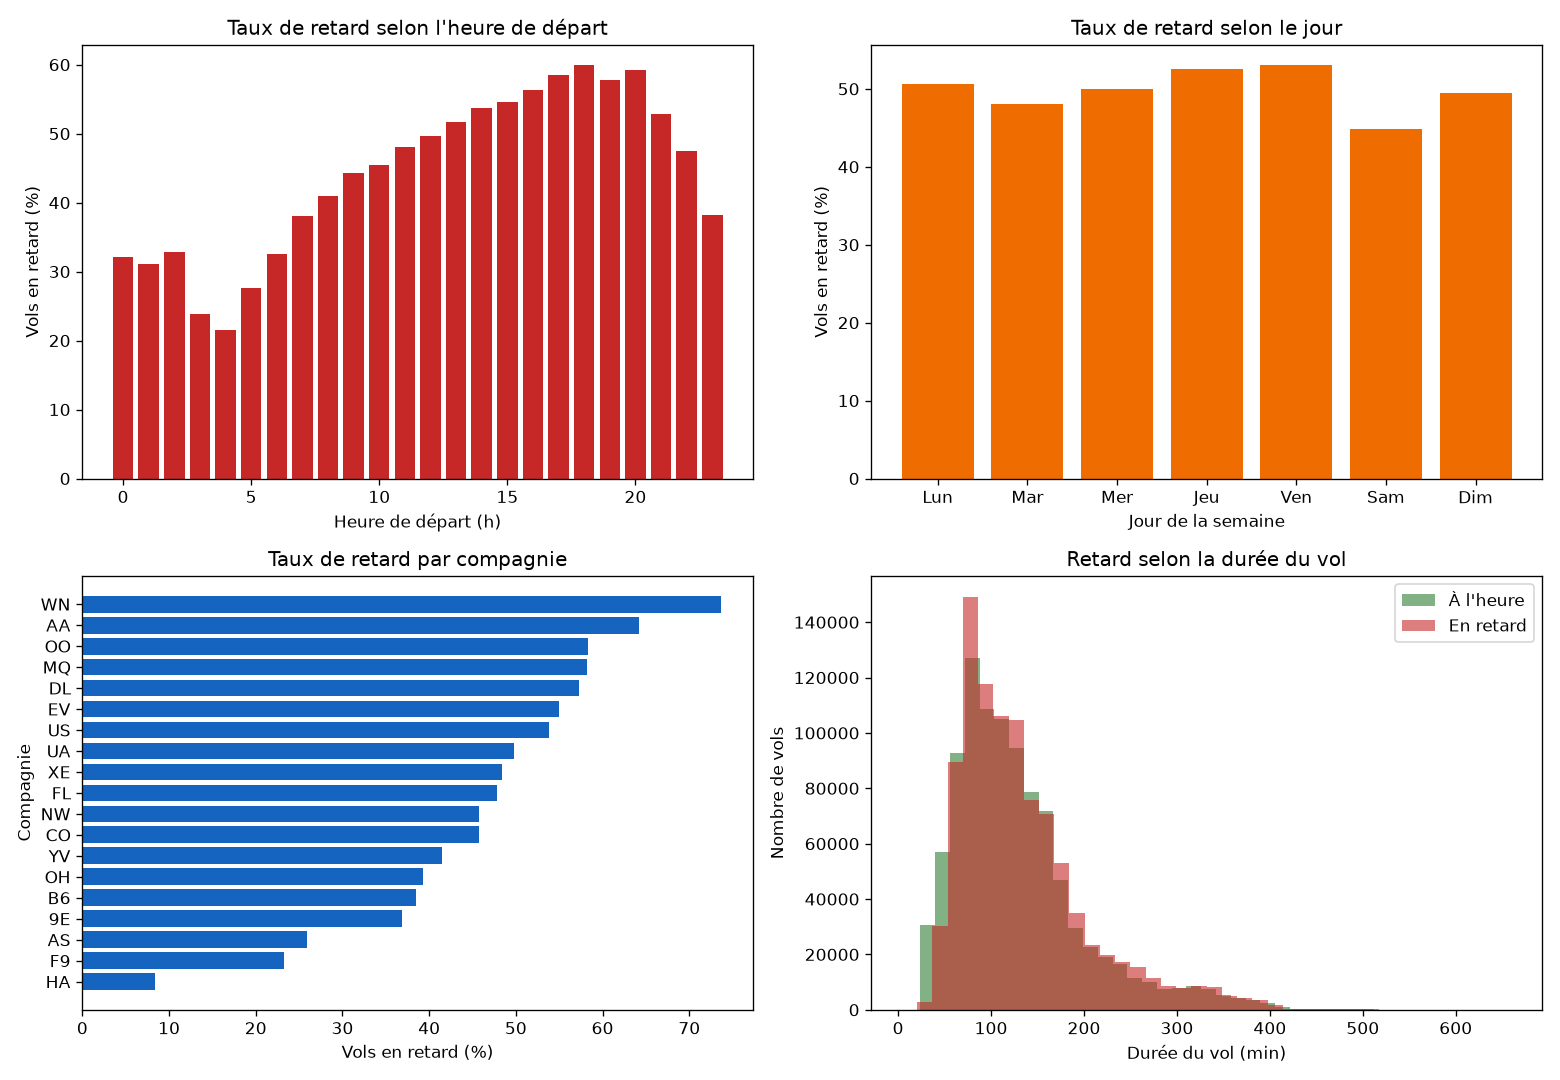 Taux de retard selon l'heure de départ
Vols en retard (%)
60
50
40
30
20
10
0
0 5 10 15 20
Heure de départ (h)
Taux de retard selon le jour
Vols en retard (%)
50
40
30
20
10
0
Lun Mar Mer Jeu Ven Sam Dim
Jour de la semaine
Taux de retard par compagnie
Compagnie
WN
AA
OO
MQ
DL
EV
US
UA
XE
FL
NW
CO
YV
OH
B6
9E
AS
F9
HA
0 10 20 30 40 50 60 70
Vols en retard (%)
Retard selon la durée du vol
À l'heure
En retard
Nombre de vols
140000
120000
100000
80000
60000
40000
20000
0
0 100 200 300 400 500 600
Durée du vol (min)